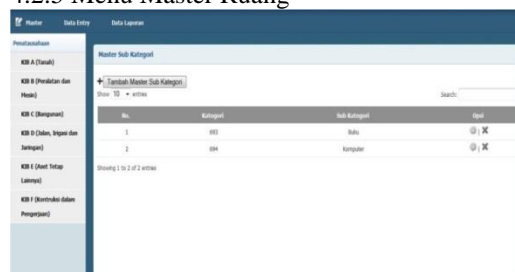 4.2.3 Menu Master Ruang
Master Data Entry Data Laporan
Penatausahaan
KIB A (Tanah)
KIB B (Peralatan dan
Mesin)
KIB C (Bangunan)
KIB D (Jalan, Irigasi dan
Jaringan)
KIB E (Aset Tetap
Lainnya)
KIB F (Kontruksi dalam
Pengerjaan)
Master Sub Kategori
Tambah Master Sub Kategori
Show 10 entries
Search:
No. Kategori Sub Kategori Opsi
1 693 Buku
2 694 Komputer
Showing 1 to 2 of 2 entries